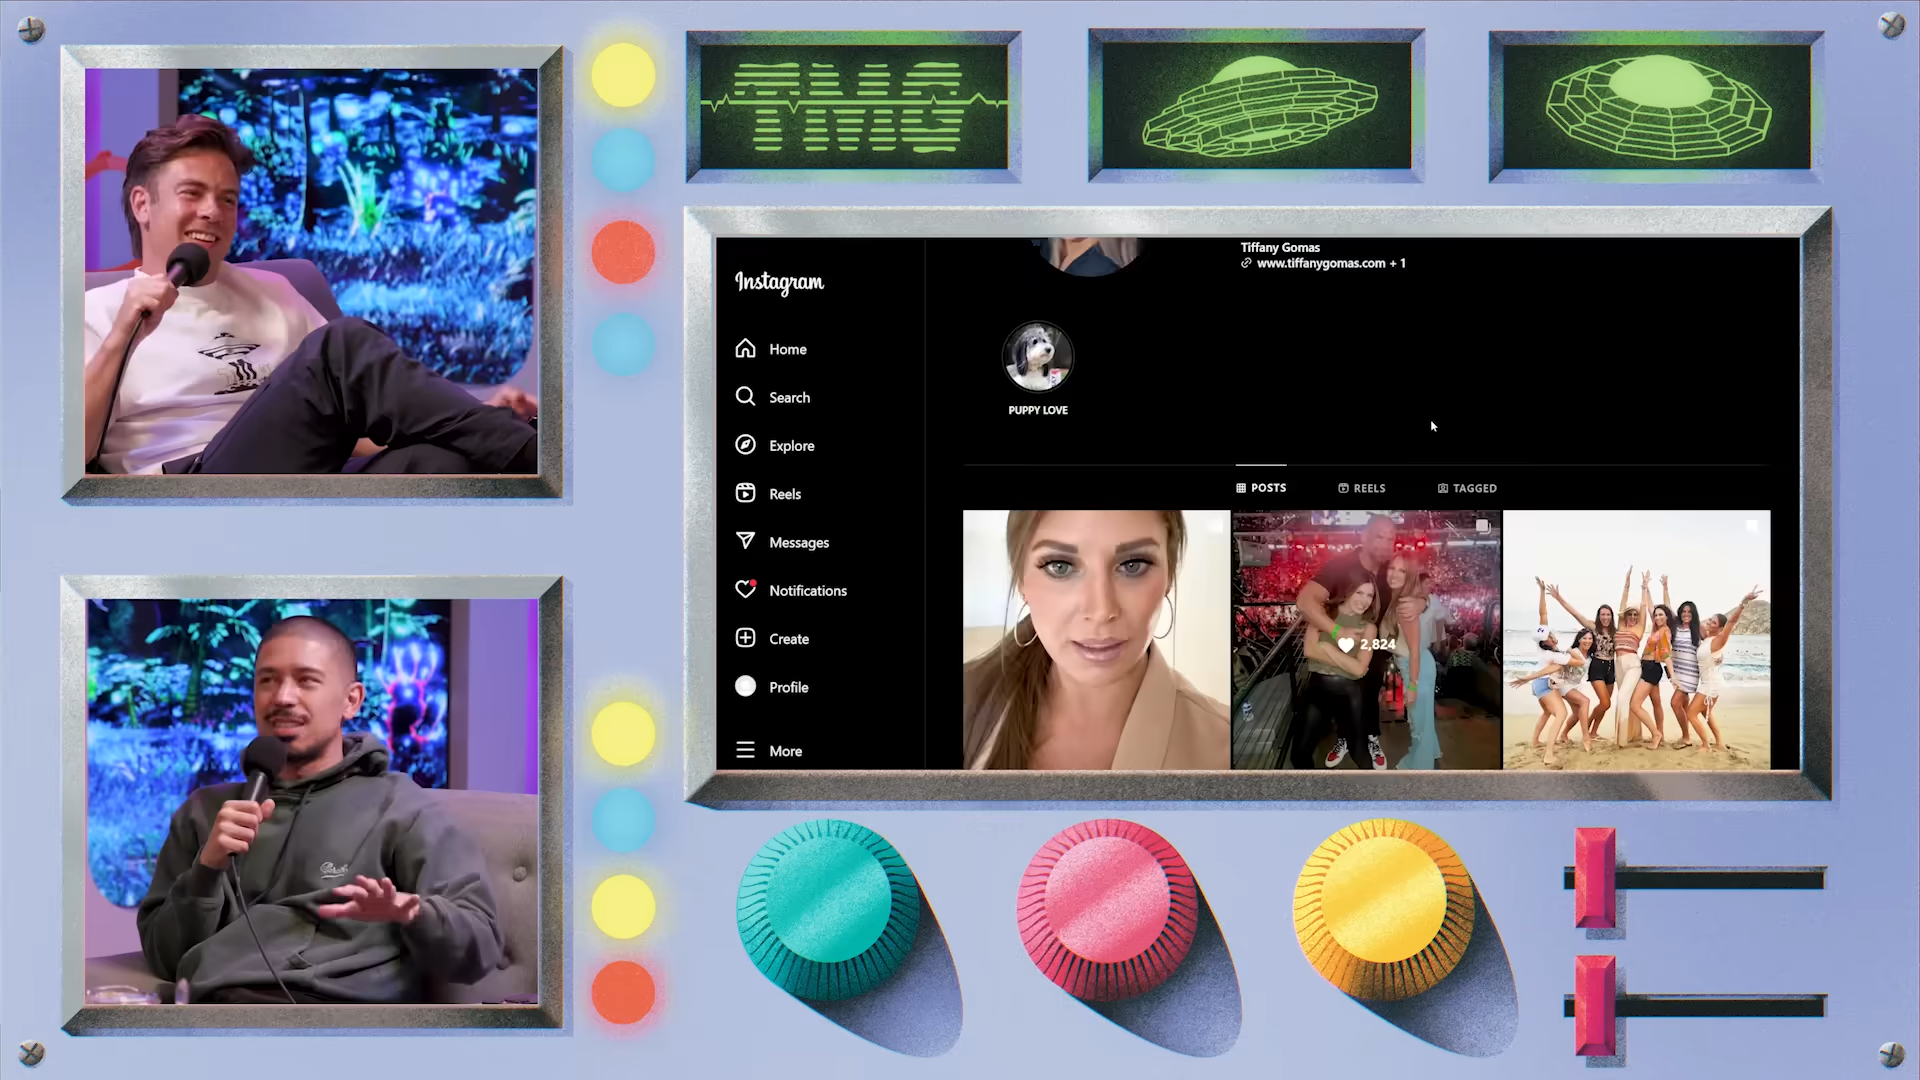 TMG
Instagram
Home
Search
Explore
Reels
Messages
Notifications
Create
Profile
More
Tiffany Gomas
www.tiffanygomas.com + 1
PUPPY LOVE
POSTS
REELS
TAGGED
2,824